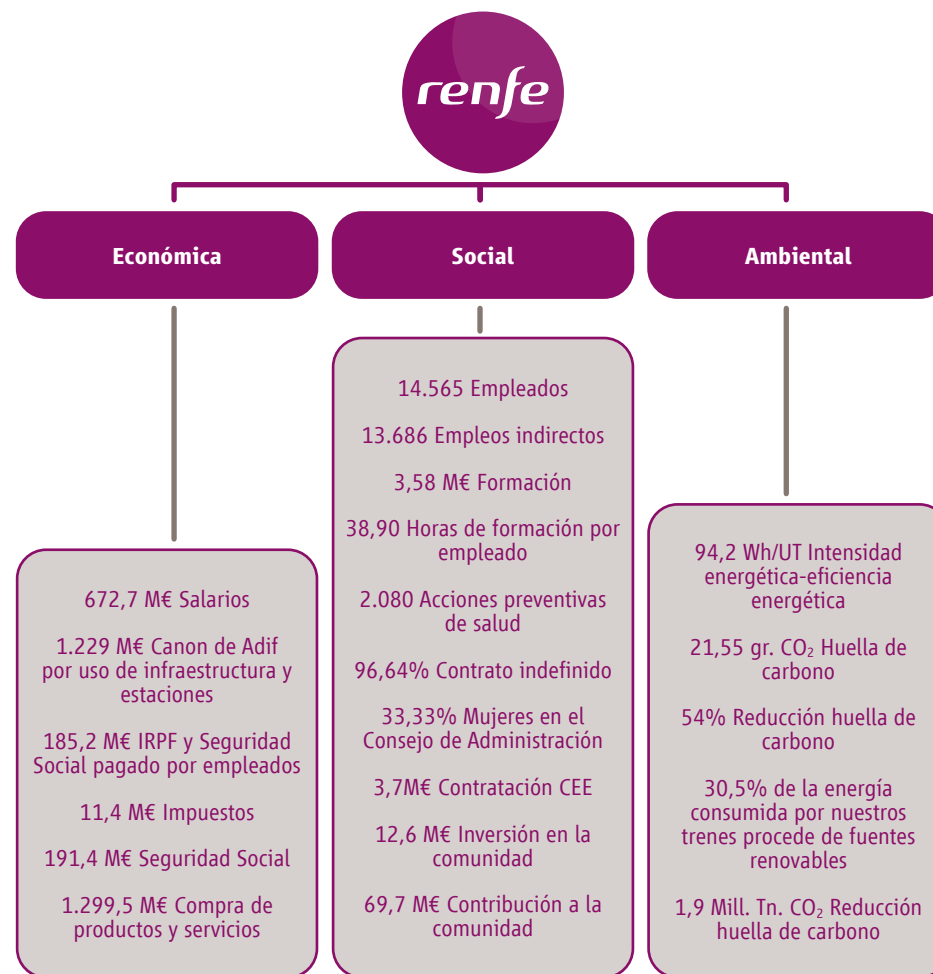 renfe
Económica
Social
Ambiental
672,7 M€ Salarios
1.229 M€ Canon de Adif
por uso de infraestructura y
estaciones
185,2 M€ IRPF y Seguridad
Social pagado por empleados
11,4 M€ Impuestos
191,4 M€ Seguridad Social
1.299,5 M€ Compra de
productos y servicios
14.565 Empleados
13.686 Empleos indirectos
3,58 M€ Formación
38,90 Horas de formación por
empleado
2.080 Acciones preventivas
de salud
96,64% Contrato indefinido
33,33% Mujeres en el
Consejo de Administración
3,7M€ Contratación CEE
12,6 M€ Inversión en la
comunidad
69,7 M€ Contribución a la
comunidad
94,2 Wh/UT Intensidad
energética-eficiencia
energética
21,55 gr. CO₂ Huella de
carbono
54% Reducción huella de
carbono
30,5% de la energía
consumida por nuestros
trenes procede de fuentes
renovables
1,9 Mill. Tn. CO₂ Reducción
huella de carbono